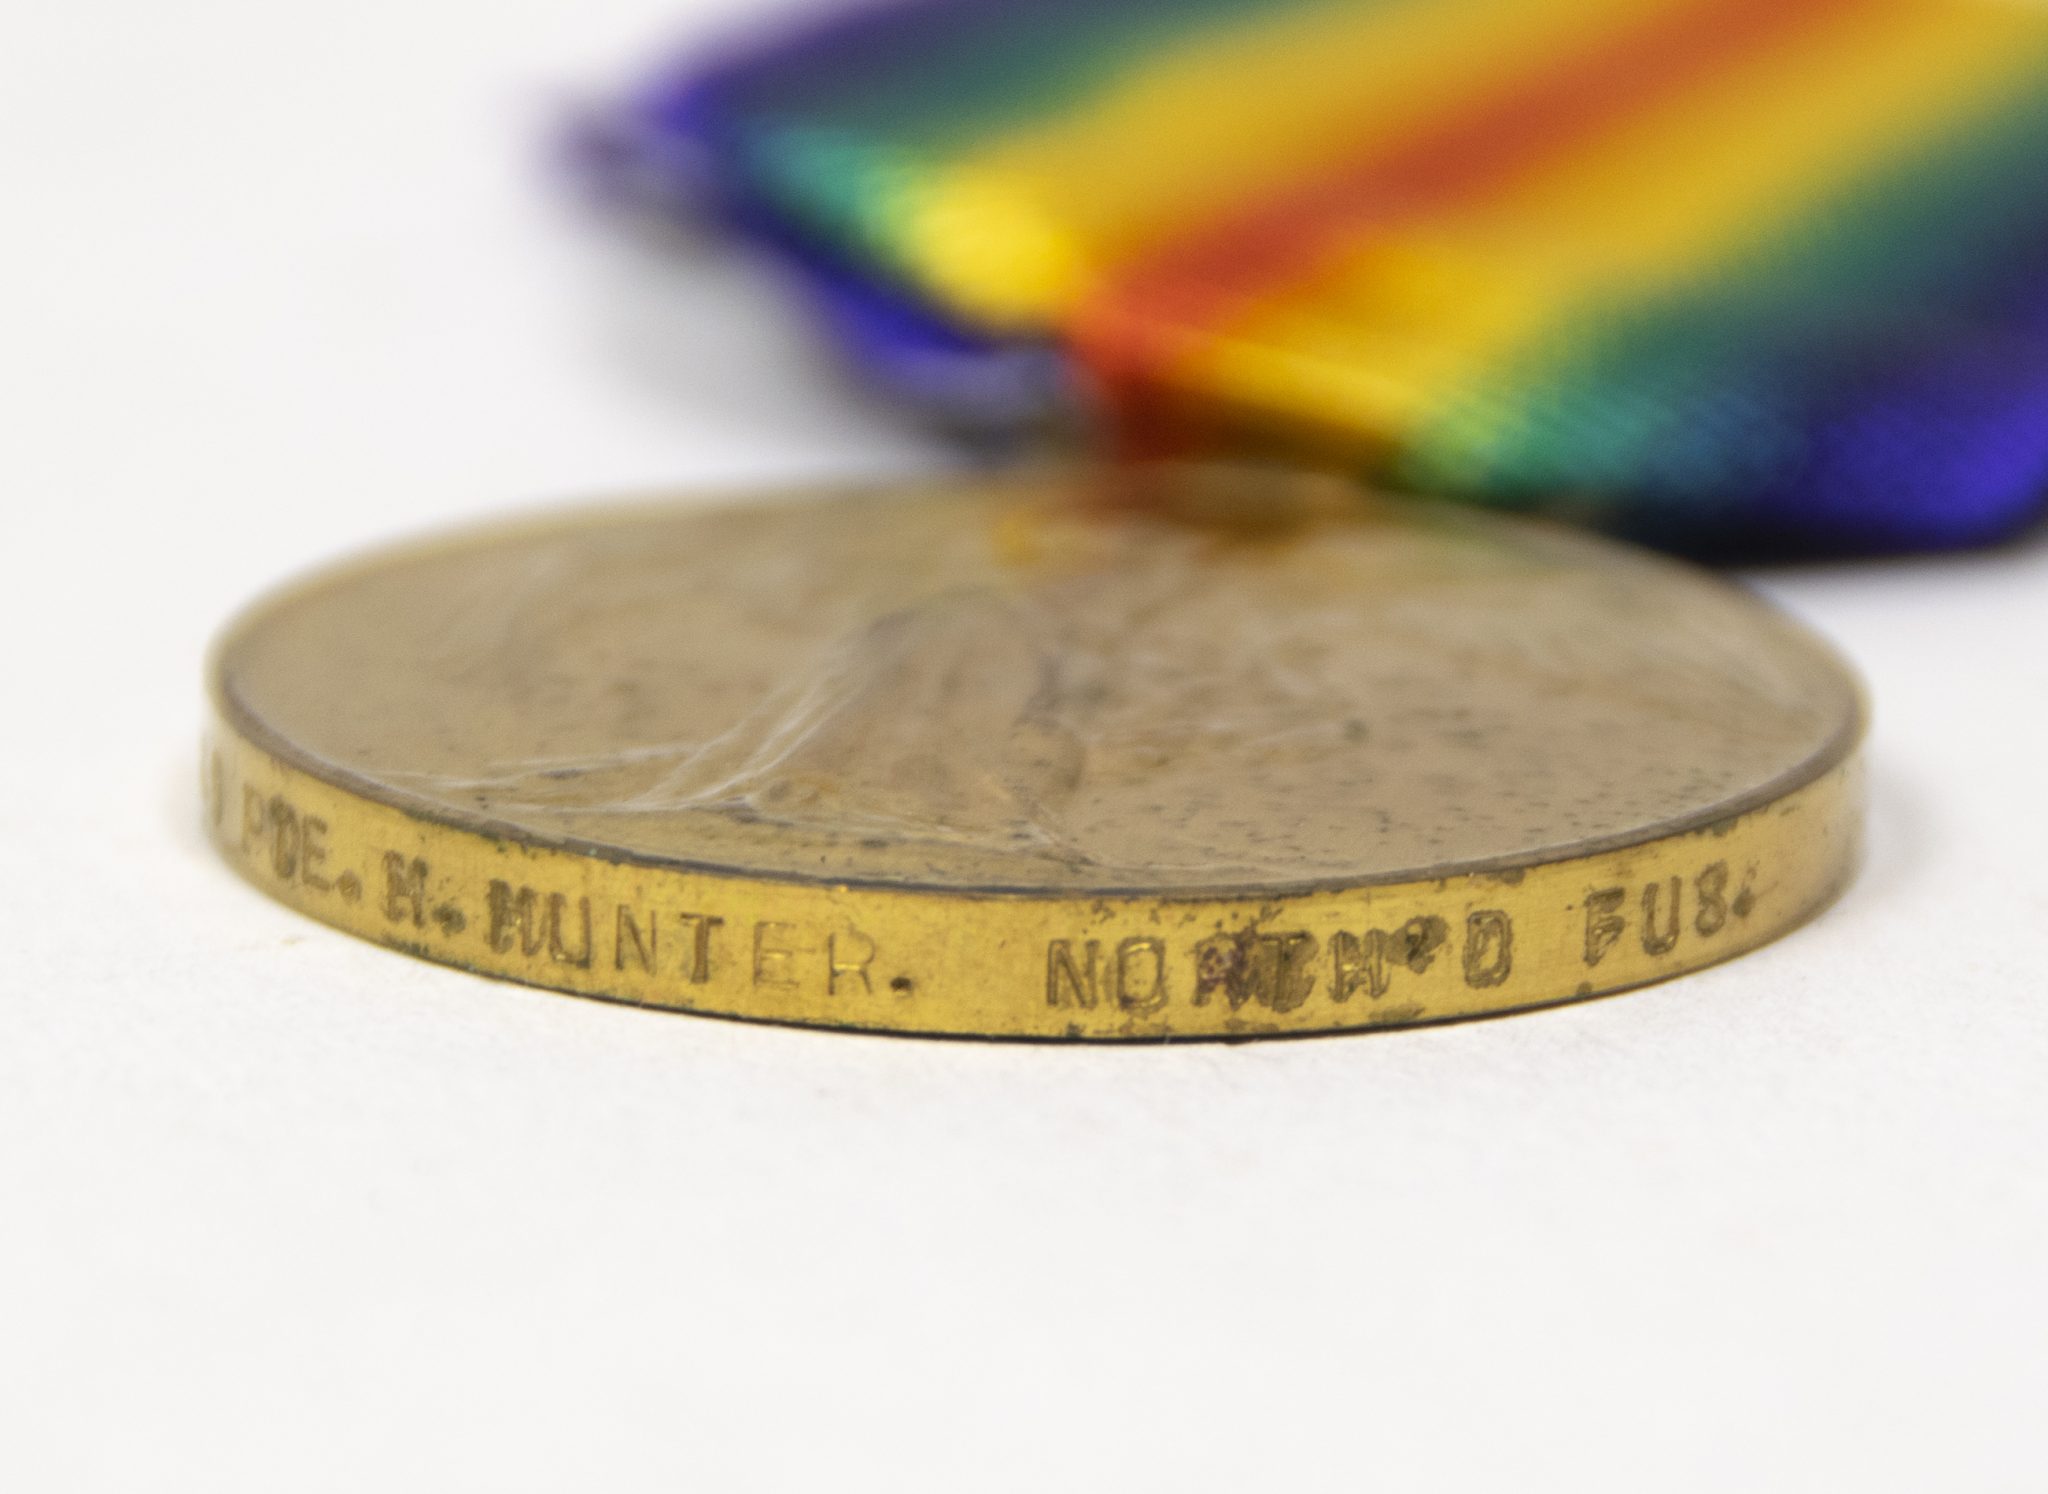 PTE. H. HUNTER. NORTH'D FUS.